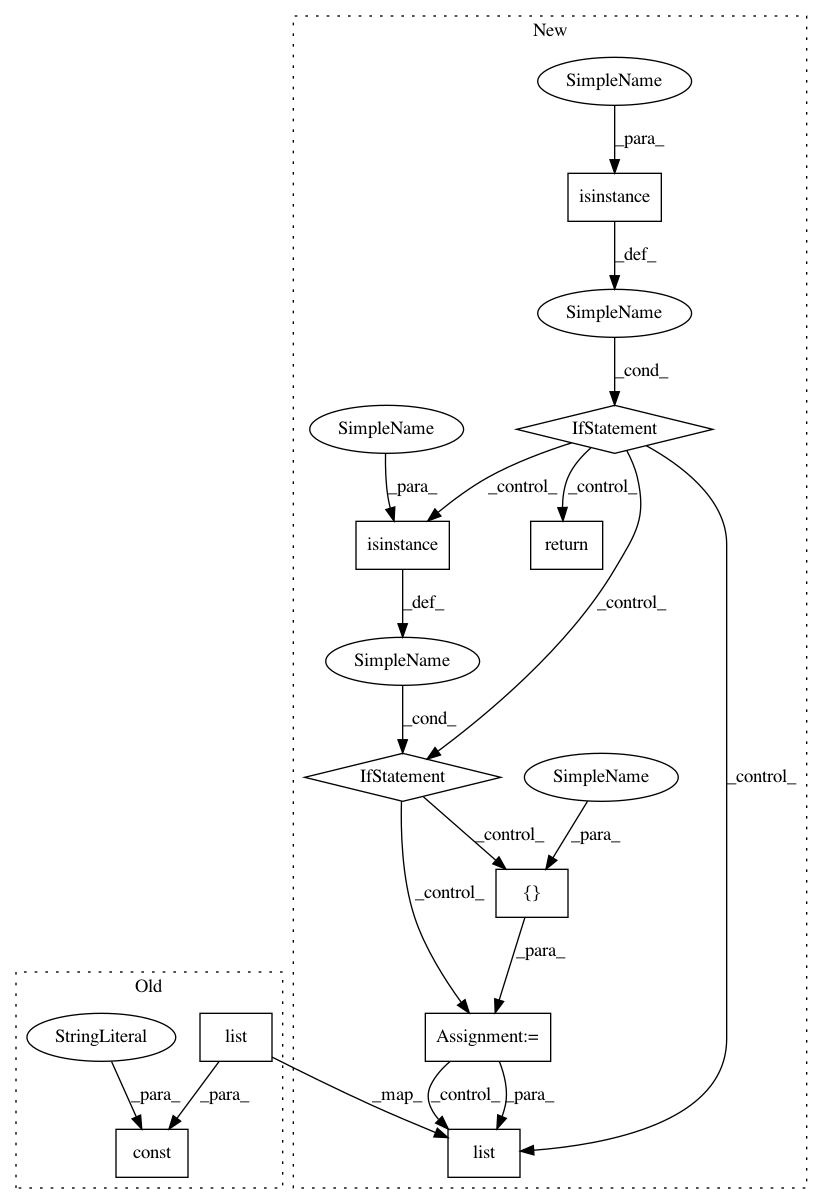 New
SimpleName
_para_
isinstance
_def_
SimpleName
_cond_
SimpleName
IfStatement
_para_
_control_
_control_
isinstance
return
_def_
_control_
SimpleName
_cond_
IfStatement
SimpleName
_control_
_control_
_para_
_control_
{}
_para_
Old
StringLiteral
list
Assignment:=
_para_
_para_
_map_
_control_
_para_
const
list